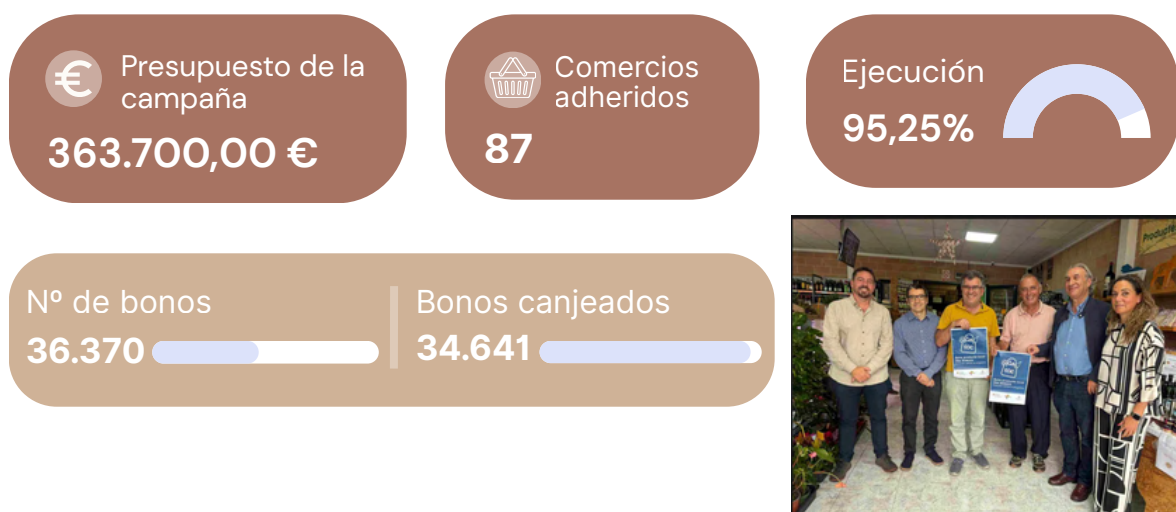 Presupuesto de la
campaña
363.700,00 €
Comercios
adheridos
87
Ejecución
95,25%
Nº de bonos
36.370
Bonos canjeados
34.641